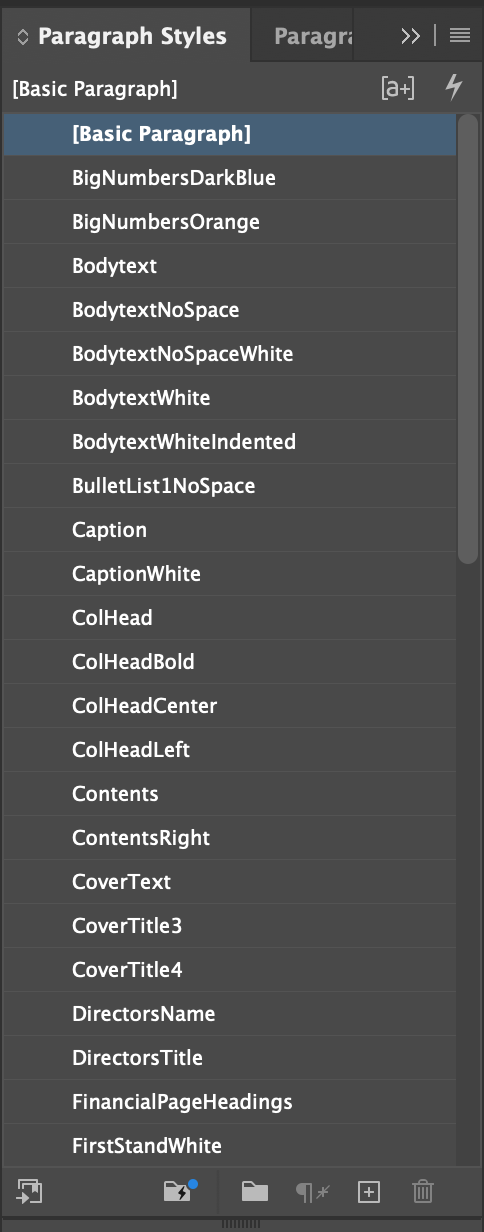 Paragraph Styles Paragra
[Basic Paragraph] [a+]
[Basic Paragraph]
BigNumbersDarkBlue
BigNumbersOrange
Bodytext
BodytextNoSpace
BodytextNoSpaceWhite
BodytextWhite
BodytextWhiteIndented
BulletList1NoSpace
Caption
CaptionWhite
ColHead
ColHeadBold
ColHeadCenter
ColHeadLeft
Contents
ContentsRight
CoverText
CoverTitle3
CoverTitle4
DirectorsName
DirectorsTitle
FinancialPageHeadings
FirstStandWhite